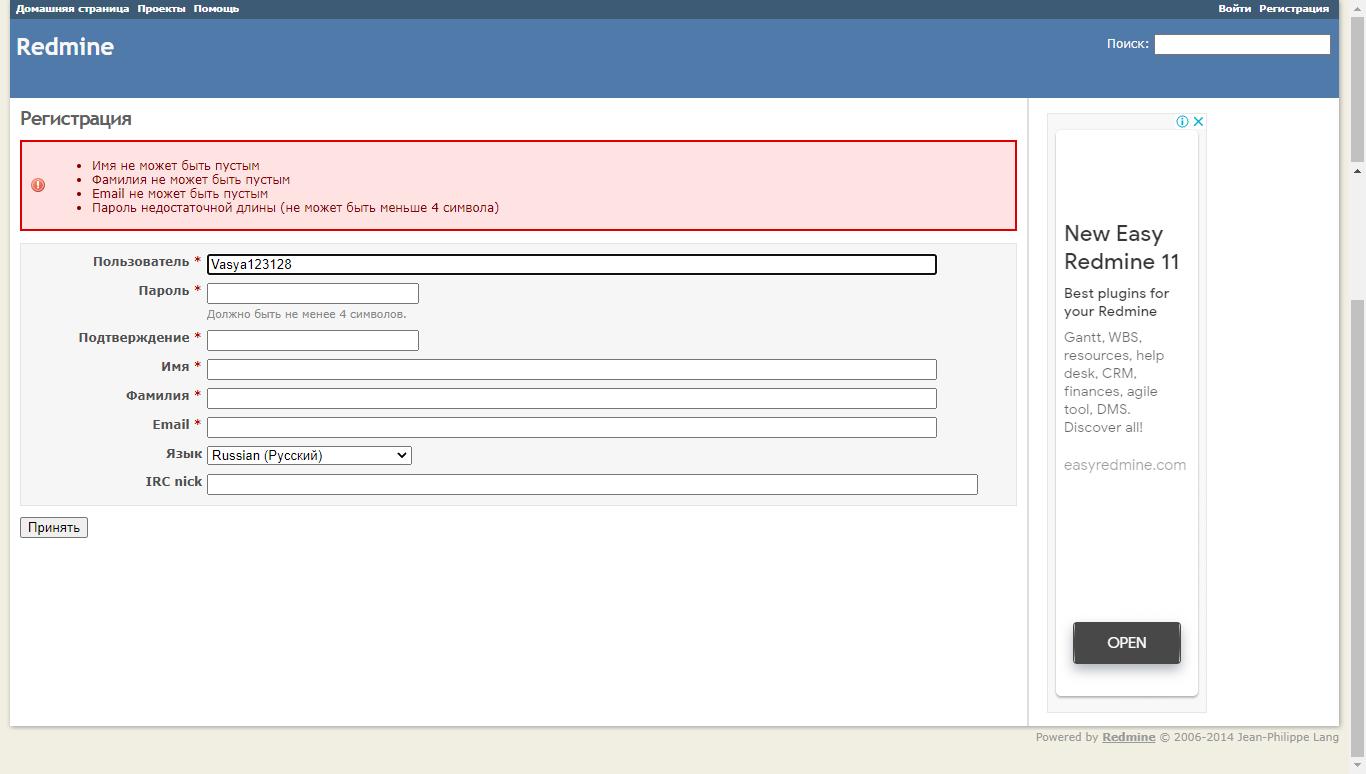 Домашняя страница Проекты Помощь Войти Регистрация
Redmine
Поиск:
Регистрация
Имя не может быть пустым
Фамилия не может быть пустым
Email не может быть пустым
Пароль недостаточной длины (не может быть меньше 4 символа)
Пользователь * Vasya123128
Пароль *
Должно быть не менее 4 символов.
Подтверждение *
Имя *
Фамилия *
Email *
Язык Russian (Русский)
IRC nick
Принять
New Easy
Redmine 11
Best plugins for
your Redmine
Gantt, WBS,
resources, help
desk, CRM,
finances, agile
tool, DMS.
Discover all!
easyredmine.com
OPEN
Powered by Redmine © 2006-2014 Jean-Philippe Lang